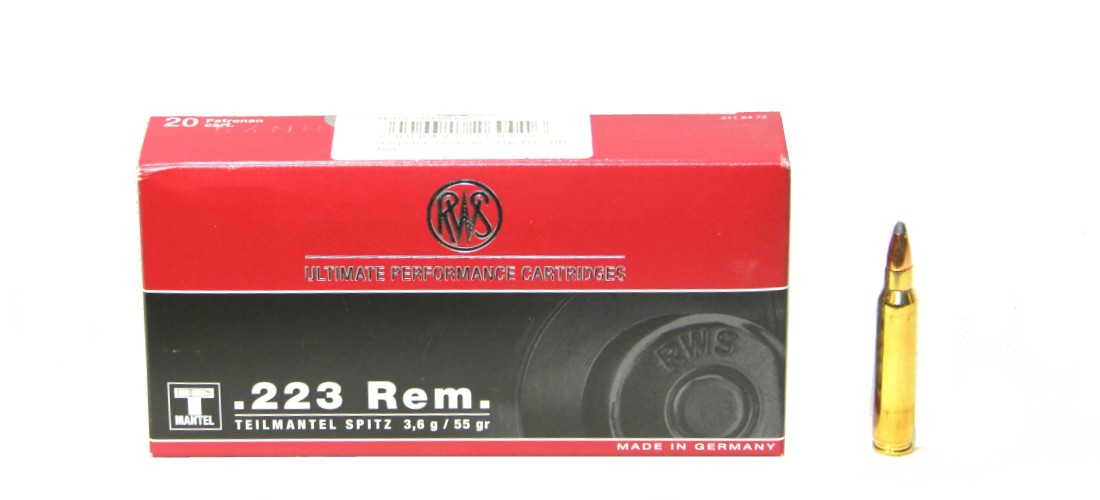 20 Patronen
cart.
RWS
ULTIMATE PERFORMANCE CARTRIDGES
RWS
T
MANTEL
.223 Rem.
TEILMANTEL SPITZ 3,6 g / 55 gr
MADE IN GERMANY